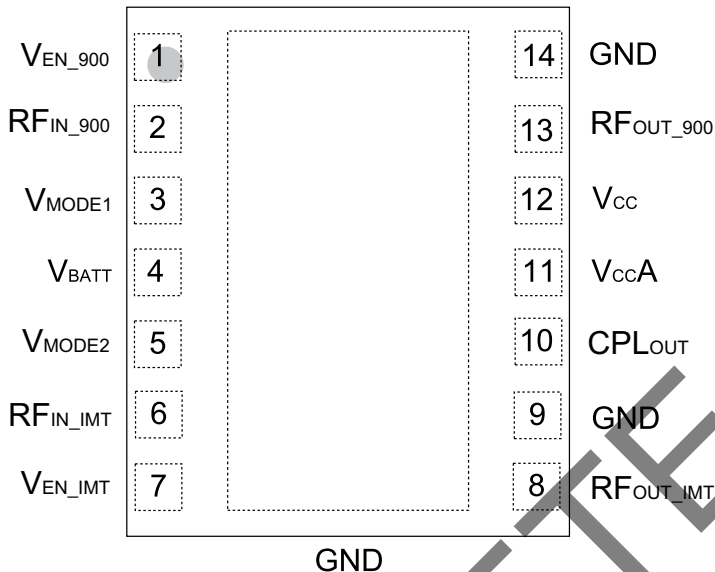 VEN_900 1 14 GND
RFIN_900 2 13 RFOUT_900
VMODE1 3 12 VCC
VBATT 4 11 VCCA
VMODE2 5 10 CPLOUT
RFIN_IMT 6 9 GND
VEN_IMT 7 8 RFOUT_IMT
GND